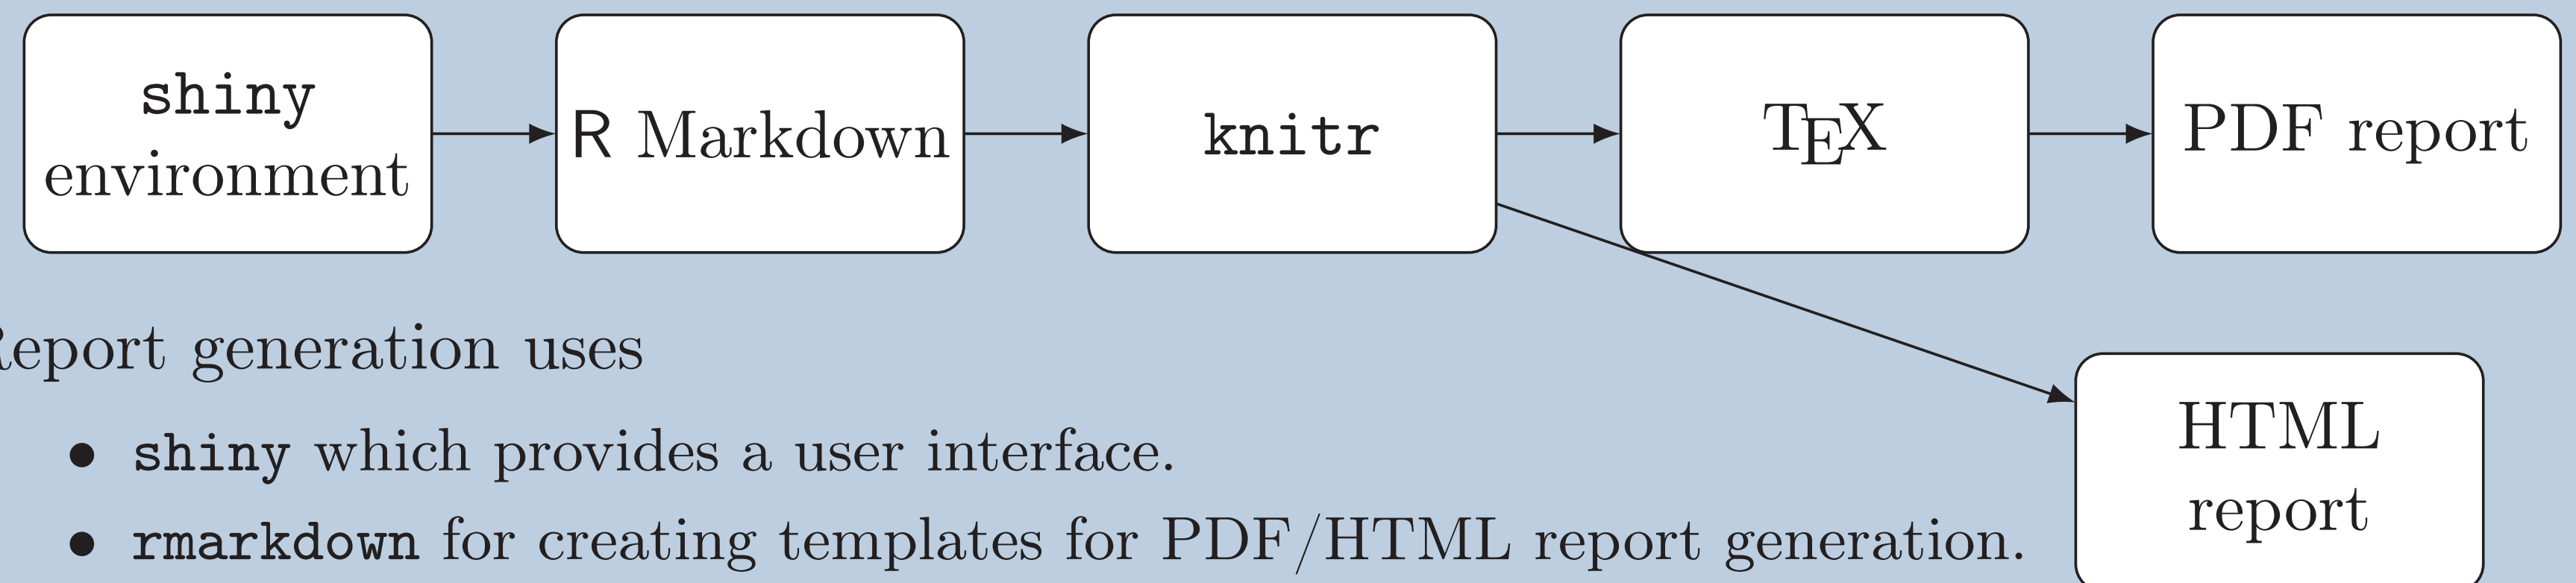 shiny
environment
R Markdown
knitr
TEX
PDF report
HTML
report
Report generation uses
• shiny which provides a user interface.
• rmarkdown for creating templates for PDF/HTML report generation.